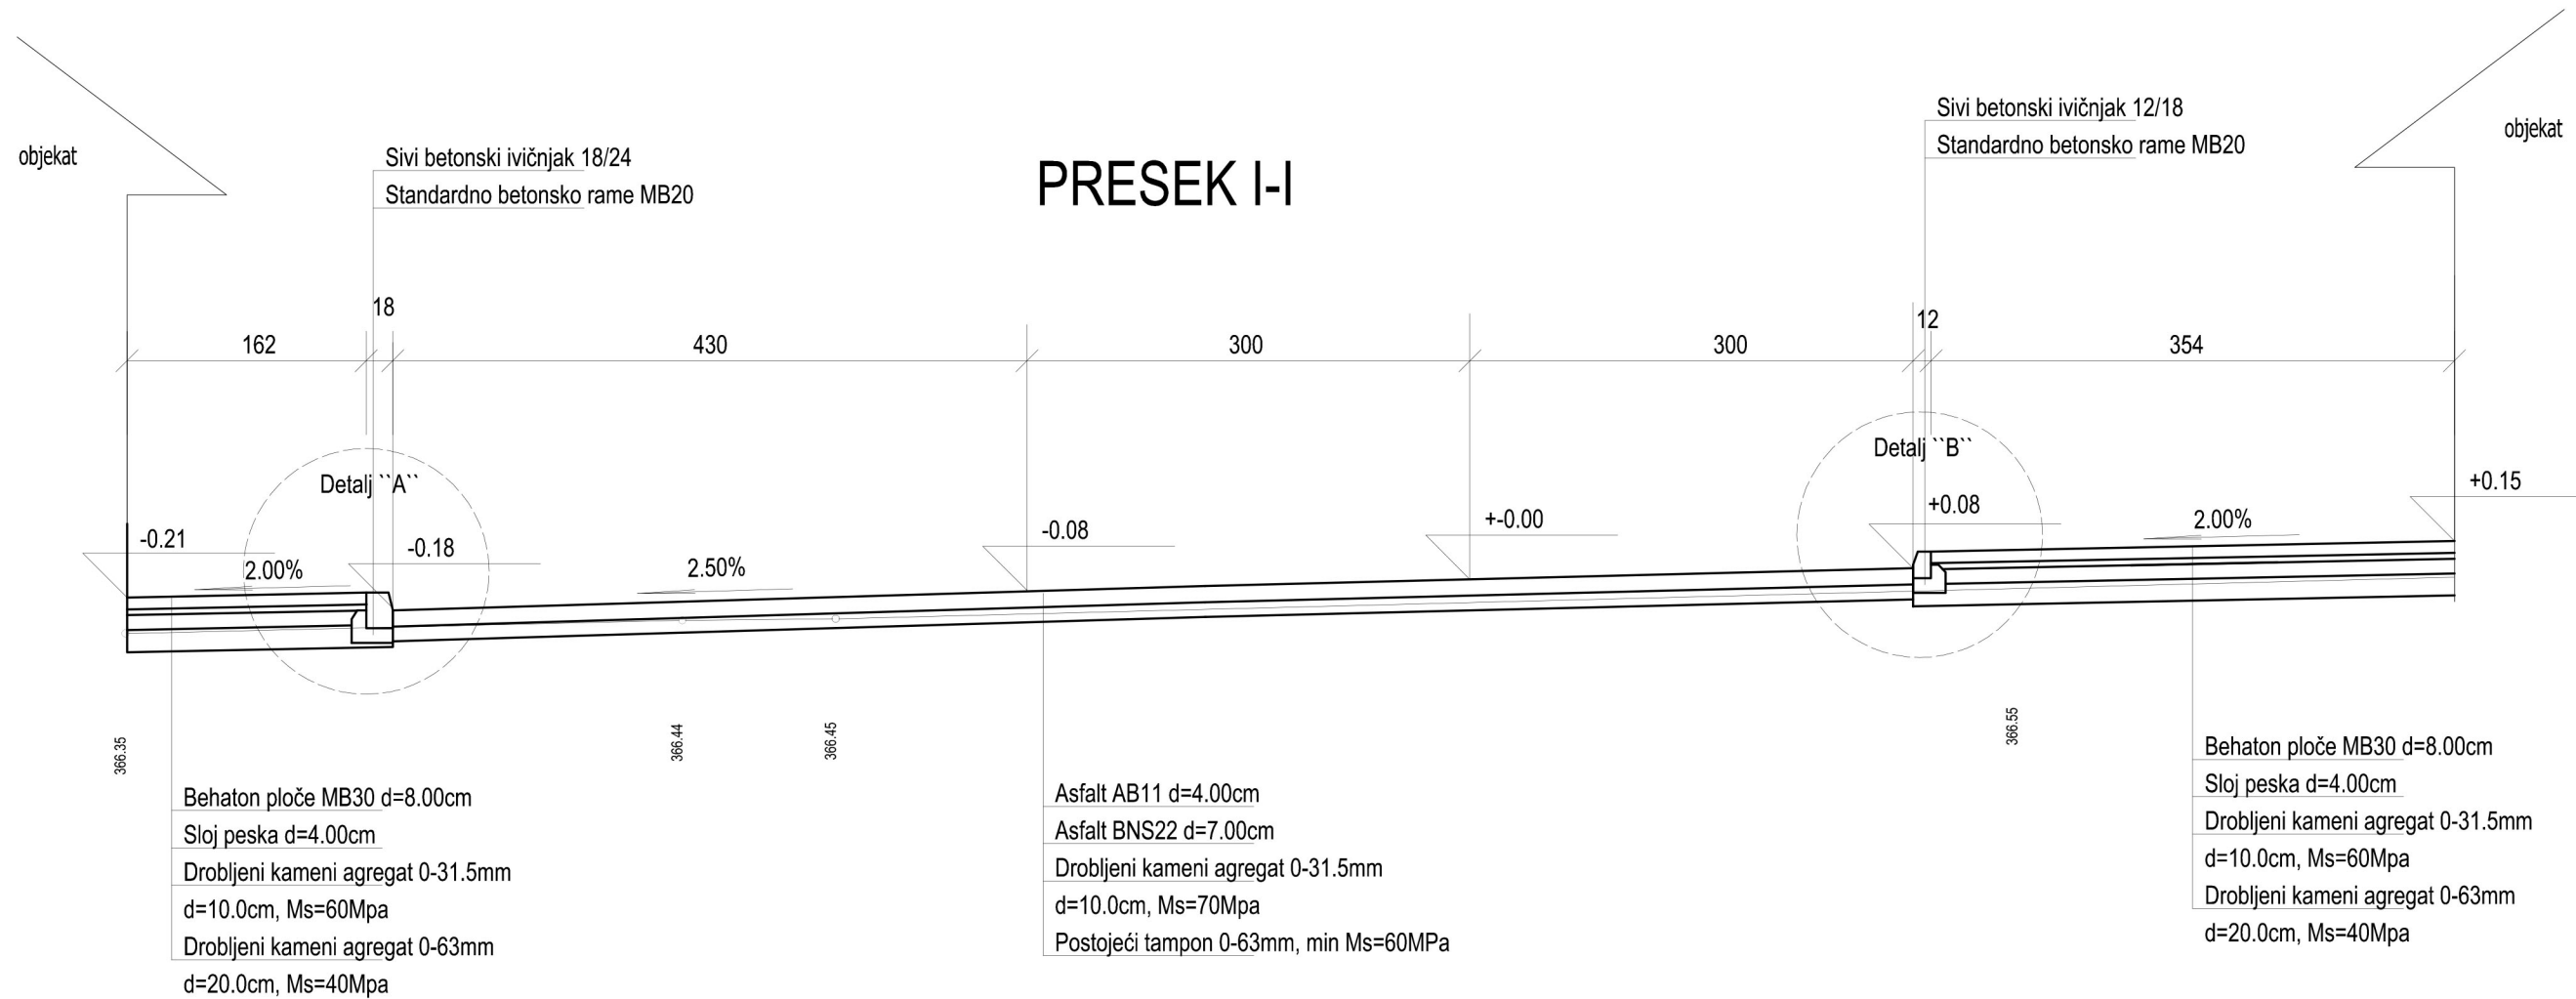 Sivi betonski ivičnjak 12/18
objekat
Standardno betonsko rame MB20
objekat
Sivi betonski ivičnjak 18/24
Standardno betonsko rame MB20
PRESEK I-I
18
12
162
430
300
300
354
Detalj ``B``
Detalj ``A``
+0.15
+0.08
+-0.00
-0.08
2.00%
-0.21
-0.18
2.00%
2.50%
366.35
366.44
366.45
366.55
Behaton ploče MB30 d=8.00cm
Sloj peska d=4.00cm
Drobljeni kameni agregat 0-31.5mm
d=10.0cm, Ms=60Mpa
Drobljeni kameni agregat 0-63mm
d=20.0cm, Ms=40Mpa
Asfalt AB11 d=4.00cm
Asfalt BNS22 d=7.00cm
Drobljeni kameni agregat 0-31.5mm
d=10.0cm, Ms=70Mpa
Postojeći tampon 0-63mm, min Ms=60MPa
Behaton ploče MB30 d=8.00cm
Sloj peska d=4.00cm
Drobljeni kameni agregat 0-31.5mm
d=10.0cm, Ms=60Mpa
Drobljeni kameni agregat 0-63mm
d=20.0cm, Ms=40Mpa